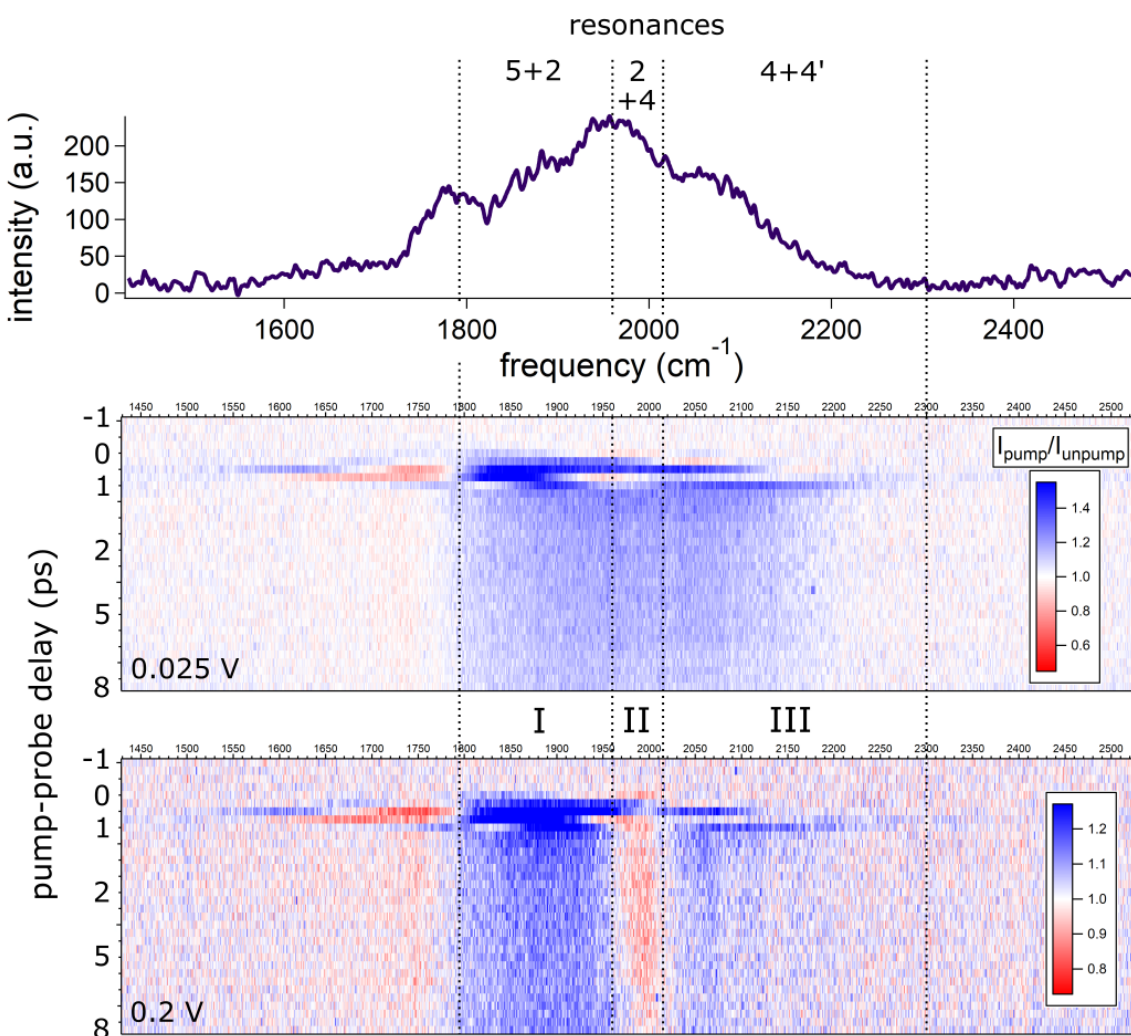 resonances
5+2
2
+4
4+4'
intensity (a.u.)
200
150
100
50
0
1600 1800 2000 2200 2400
frequency (cm⁻¹)
1450 1500 1550 1600 1650 1700 1750 1800 1850 1900 1950 2000 2050 2100 2150 2200 2250 2300 2350 2400 2450 2500
-1
0
1
2
5
8
I_pump/I_unpump
1.4
1.2
1.0
0.8
0.6
0.025 V
pump-probe delay (ps)
I II III
1450 1500 1550 1600 1650 1700 1750 1800 1850 1900 1950 2000 2050 2100 2150 2200 2250 2300 2350 2400 2450 2500
-1
0
1
2
5
8
1.2
1.1
1.0
0.9
0.8
0.2 V